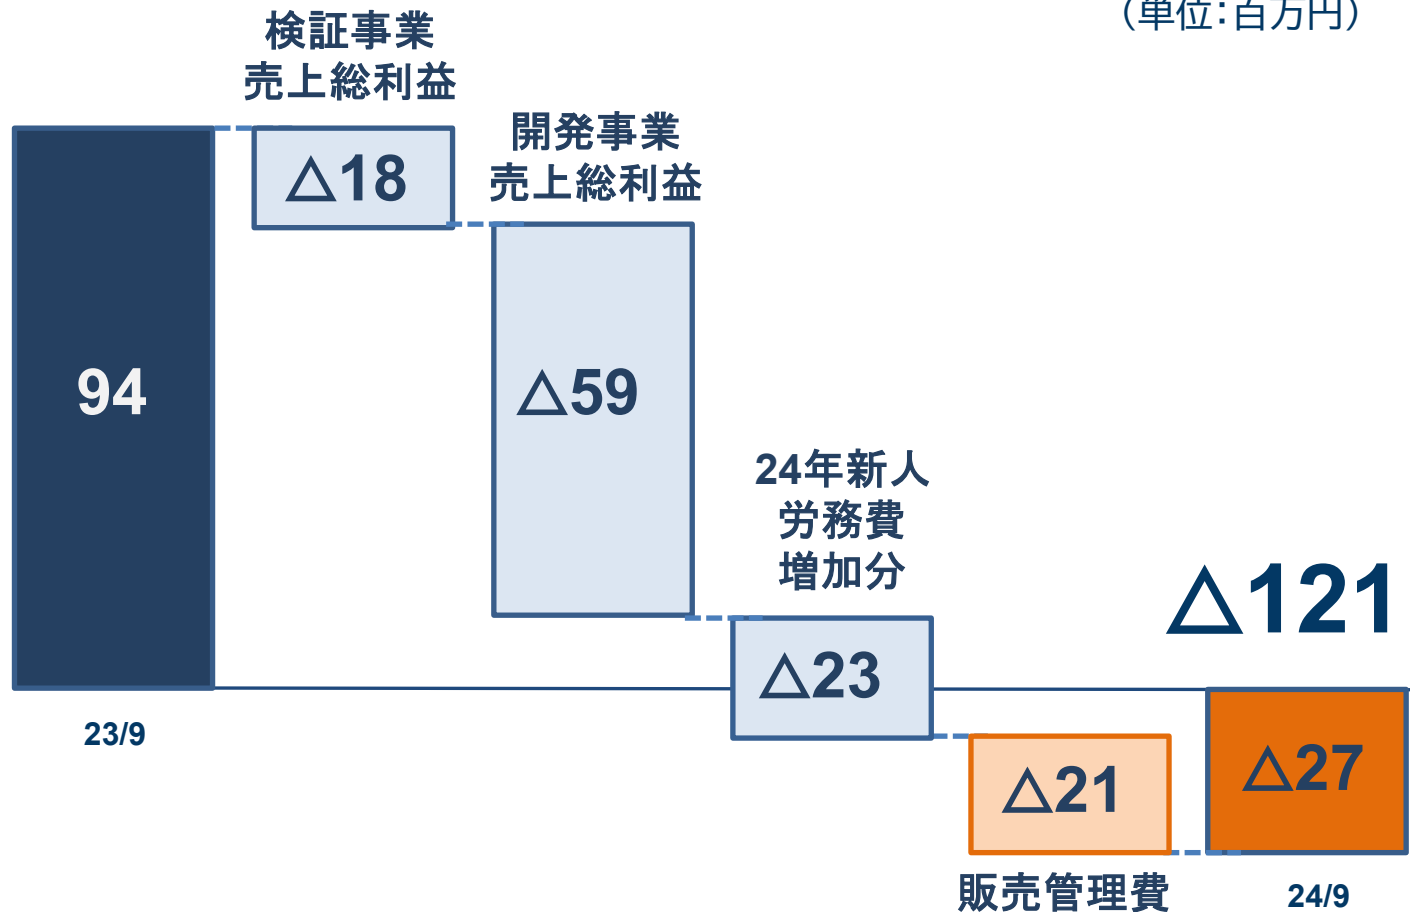 （単位：百万円）
検証事業
売上総利益
開発事業
売上総利益
94
△18
△59
24年新人
労務費
増加分
△23
△121
23/9
△21
△27
販売管理費
24/9